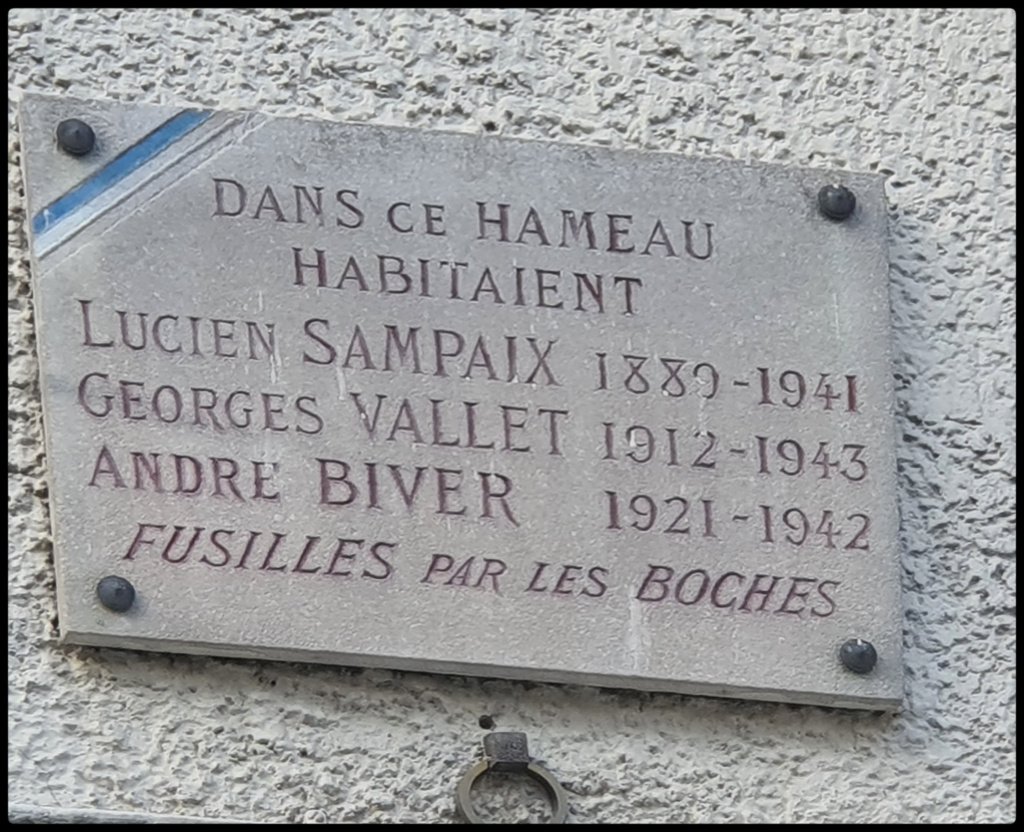 DANS CE HAMEAU
HABITAIENT
LUCIEN SAMPAIX 1889-1941
GEORGES VALLET 1912-1943
ANDRE BIVER 1921-1942
FUSILLES PAR LES BOCHES